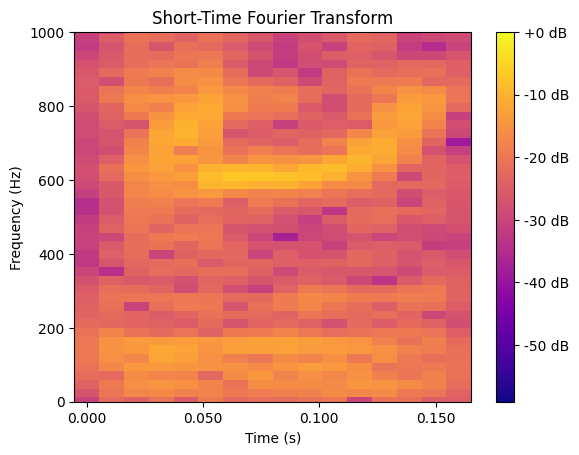 Short-Time Fourier Transform
1000
800
600
400
200
0
Frequency (Hz)
0.000
0.050
0.100
0.150
Time (s)
+0 dB
-10 dB
-20 dB
-30 dB
-40 dB
-50 dB